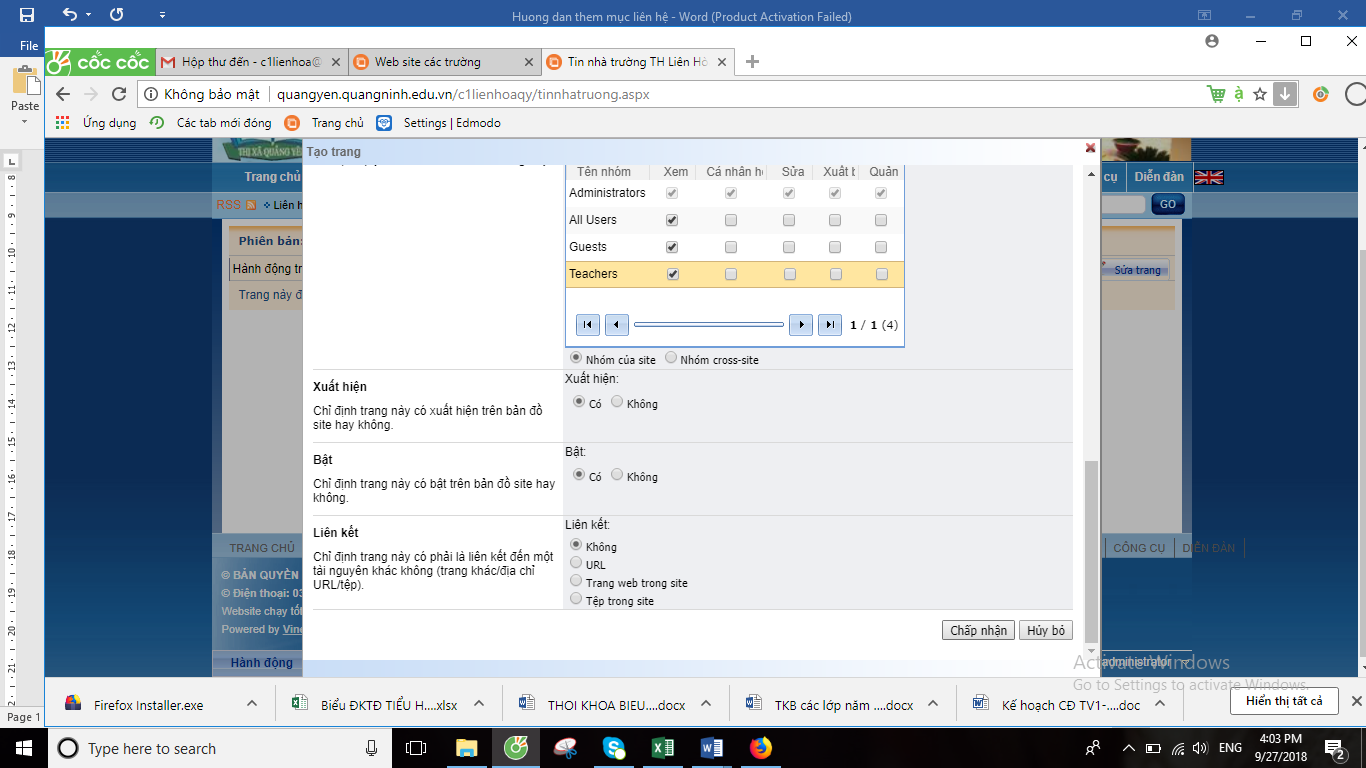 Huong dan them mục liên hệ - Word (Product Activation Failed)
File
Paste
cốc cốc
Hộp thư đến - c1lienhoa@
Web site các trường
Tin nhà trường TH Liên Hò
Không bảo mật
quangyen.quangninh.edu.vn/c1lienhoaqy/tinnhatruong.aspx
Ứng dụng
Các tab mới đóng
Trang chủ
Settings | Edmodo
Tạo trang
Trang chủ
cụ
Diễn đàn
RSS
Liên h
GO
Phiên bản:
Hành động tr
Sửa trang
Trang này đ
Tên nhóm Xem Cá nhân h Sửa Xuất b Quản
Administrators
All Users
Guests
Teachers
1 / 1 (4)
Nhóm của site Nhóm cross-site
Xuất hiện
Chỉ định trang này có xuất hiện trên bản đồ
site hay không.
Xuất hiện:
Có Không
Bật
Chỉ định trang này có bật trên bản đồ site hay
không.
Bật:
Có Không
Liên kết
Chỉ định trang này có phải là liên kết đến một
tài nguyên khác không (trang khác/địa chỉ
URL/tệp).
Liên kết:
Không
URL
Trang web trong site
Tệp trong site
Chấp nhận Hủy bỏ
TRANG CHỦ
CÔNG CỤ
DIỄN ĐÀN
© BẢN QUYỀN
© Điện thoại: 03
Website chạy tố
Powered by Vin
Hành động
administrator
Activate Windows
Go to Settings to activate Windows.
Firefox Installer.exe
Biểu ĐKTĐ TIỂU H....xlsx
THOI KHOA BIEU....docx
TKB các lớp năm ....docx
Kế hoạch CĐ TV1-....doc
Hiển thị tất cả
Page 1
Type here to search
ENG
4:03 PM
9/27/2018
2